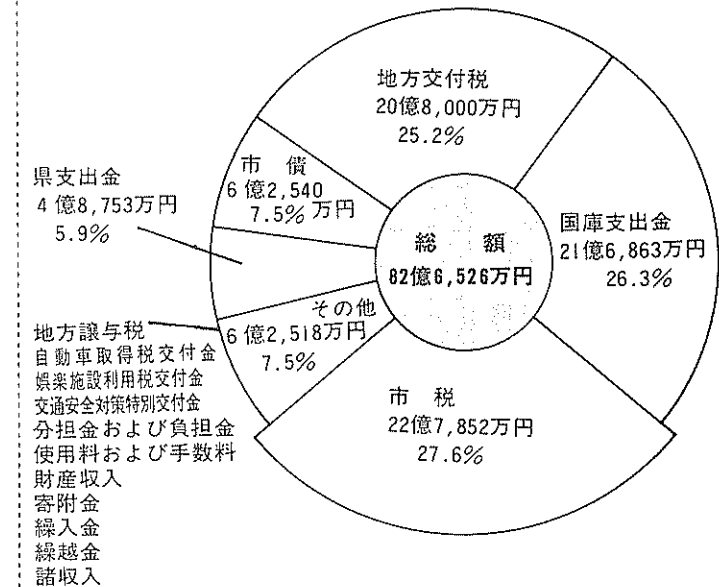 地方交付税
20億8,000万円
25.2%
国庫支出金
21億6,863万円
26.3%
市税
22億7,852万円
27.6%
その他
6億2,518万円
7.5%
地方譲与税
自動車取得税交付金
娯楽施設利用税交付金
交通安全対策特別交付金
分担金および負担金
使用料および手数料
財産収入
寄附金
繰入金
繰越金
諸収入
県支出金
4億8,753万円
5.9%
市債
6億2,540
7.5%万円
総額
82億6,526万円